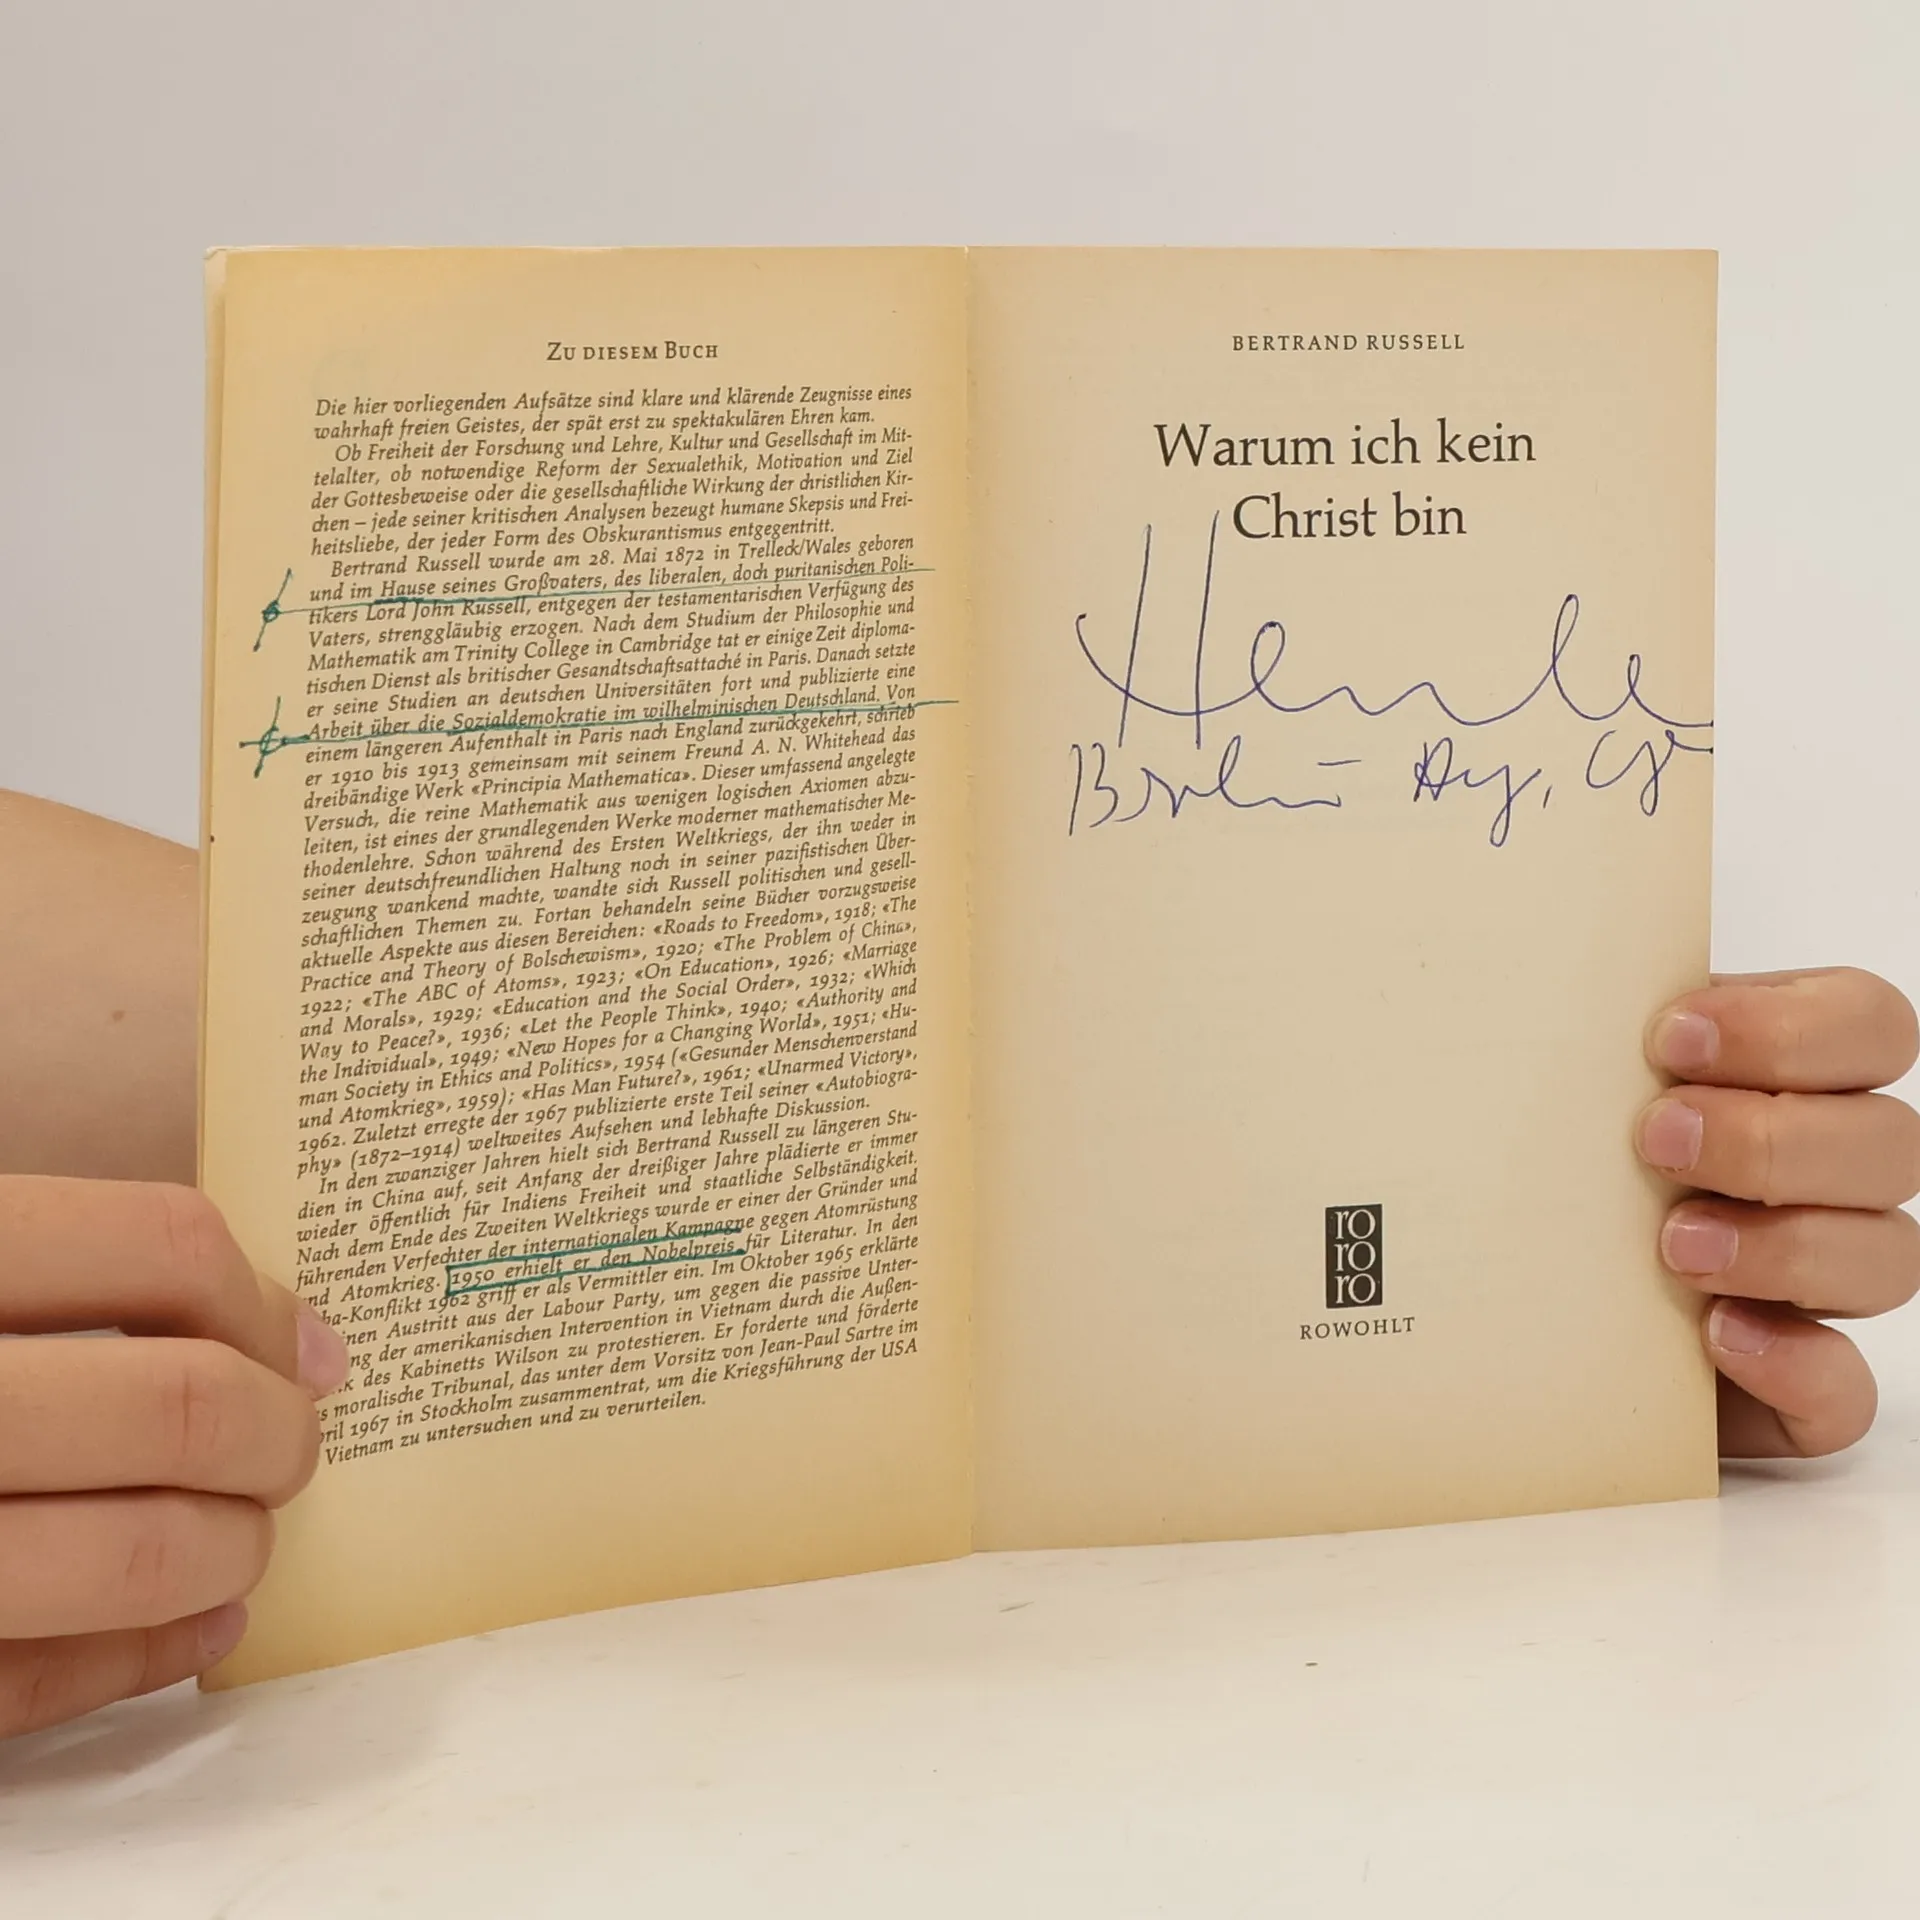 ZU DIESEM BUCH
Die hier vorliegenden Aufsätze sind klare und klärende Zeugnisse eines
wahrhaft freien Geistes, der spät erst zu spektakulären Ehren kam.
Ob Freiheit der Forschung und Lehre, Kultur und Gesellschaft im Mit-
telalter, ob notwendige Reform der Sexualethik, Motivation und Ziel
der Gottesbeweise oder die gesellschaftliche Wirkung der christlichen Kir-
chen – jede seiner kritischen Analysen bezeugt humane Skepsis und Frei-
heitsliebe, der jeder Form des Obskurantismus entgegentritt.
Bertrand Russell wurde am 28. Mai 1872 in Trelleck/Wales geboren
und im Hause seines Großvaters, des liberalen, doch puritanischen Poli-
tikers Lord John Russell, entgegen der testamentarischen Verfügung des
Vaters, strenggläubig erzogen. Nach dem Studium der Philosophie und
Mathematik am Trinity College in Cambridge tat er einige Zeit diploma-
tischen Dienst als britischer Gesandtschaftsattaché in Paris. Danach setzte
er seine Studien an deutschen Universitäten fort und publizierte eine
Arbeit über die Sozialdemokratie im wilhelminischen Deutschland. Von
einem längeren Aufenthalt in Paris nach England zurückgekehrt, schrieb
er 1910 bis 1913 gemeinsam mit seinem Freund A. N. Whitehead das
dreibändige Werk «Principia Mathematica». Dieser umfassend angelegte
Versuch, die reine Mathematik aus wenigen logischen Axiomen abzu-
leiten, ist eines der grundlegenden Werke moderner mathematischer Me-
thodenlehre. Schon während des Ersten Weltkriegs, der ihn weder in
seiner deutschfreundlichen Haltung noch in seiner pazifistischen Über-
zeugung wankend machte, wandte sich Russell politischen und gesell-
schaftlichen Themen zu. Fortan behandeln seine Bücher vorzugsweise
aktuelle Aspekte aus diesen Bereichen: «Roads to Freedom», 1918; «The
Practice and Theory of Bolschewism», 1920; «The Problem of China»,
1922; «The ABC of Atoms», 1923; «On Education», 1926; «Marriage
and Morals», 1929; «Education and the Social Order», 1932; «Which
Way to Peace?», 1936; «Let the People Think», 1940; «Authority and
the Individual», 1949; «New Hopes for a Changing World», 1951; «Hu-
man Society in Ethics and Politics», 1954 («Gesunder Menschenverstand
und Atomkrieg», 1959); «Has Man Future?», 1961; «Unarmed Victory»,
1962. Zuletzt erregte der 1967 publizierte erste Teil seiner «Autobiogra-
phy» (1872–1914) weltweites Aufsehen und lebhafte Diskussion.
In den zwanziger Jahren hielt sich Bertrand Russell zu längeren Stu-
dien in China auf, seit Anfang der dreißiger Jahre plädierte er immer
wieder öffentlich für Indiens Freiheit und staatliche Selbständigkeit.
Nach dem Ende des Zweiten Weltkriegs wurde er einer der Gründer und
führenden Verfechter der internationalen Kampagne gegen Atomrüstung
und Atomkrieg. 1950 erhielt er den Nobelpreis für Literatur. In den
ba-Konflikt 1962 griff er als Vermittler ein. Im Oktober 1965 erklärte
inen Austritt aus der Labour Party, um gegen die passive Unter-
ng der amerikanischen Intervention in Vietnam durch die Außen-
k des Kabinetts Wilson zu protestieren. Er forderte und förderte
s moralische Tribunal, das unter dem Vorsitz von Jean-Paul Sartre im
pril 1967 in Stockholm zusammentrat, um die Kriegsführung der USA
Vietnam zu untersuchen und zu verurteilen.
BERTRAND RUSSELL
Warum ich kein
Christ bin
ro
ro
ro
ROWOHLT